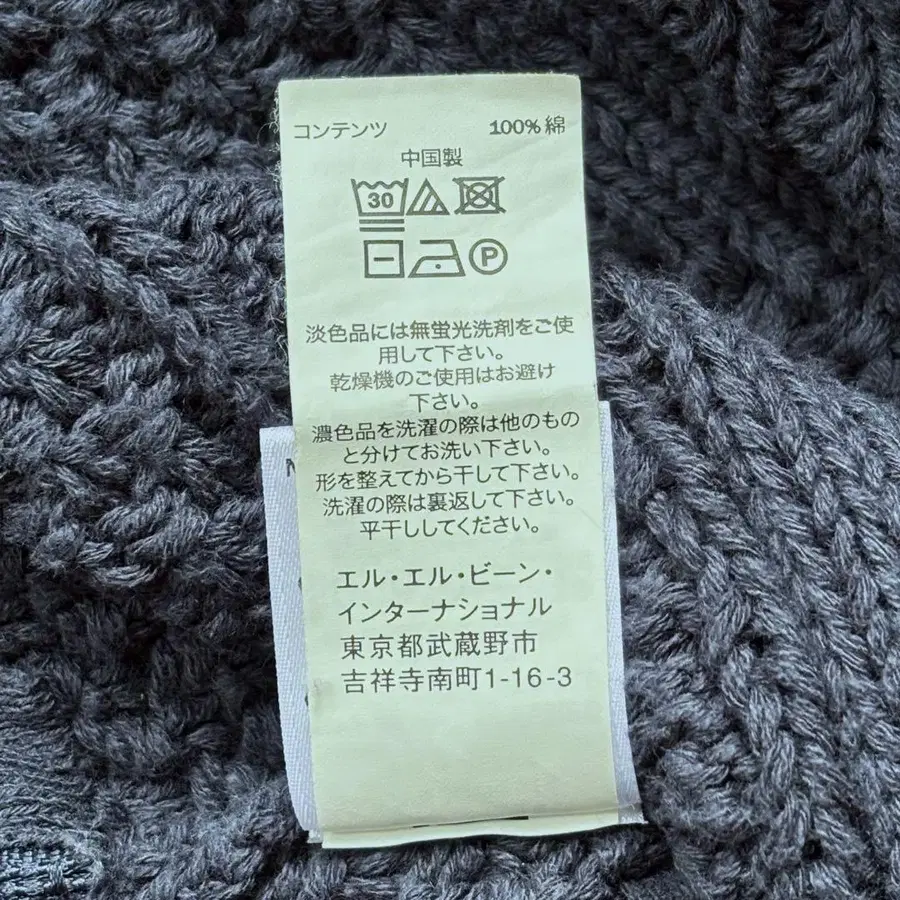 コンテンツ 100% 綿
中国製
30
P
淡色品には無蛍光洗剤をご使
用して下さい。
乾燥機のご使用はお避け
下さい。
濃色品を洗濯の際は他のもの
と分けてお洗い下さい。
形を整えてから干して下さい。
洗濯の際は裏返して下さい。
平干ししてください。
エル・エル・ビーン・
インターナショナル
東京都武蔵野市
吉祥寺南町1-16-3